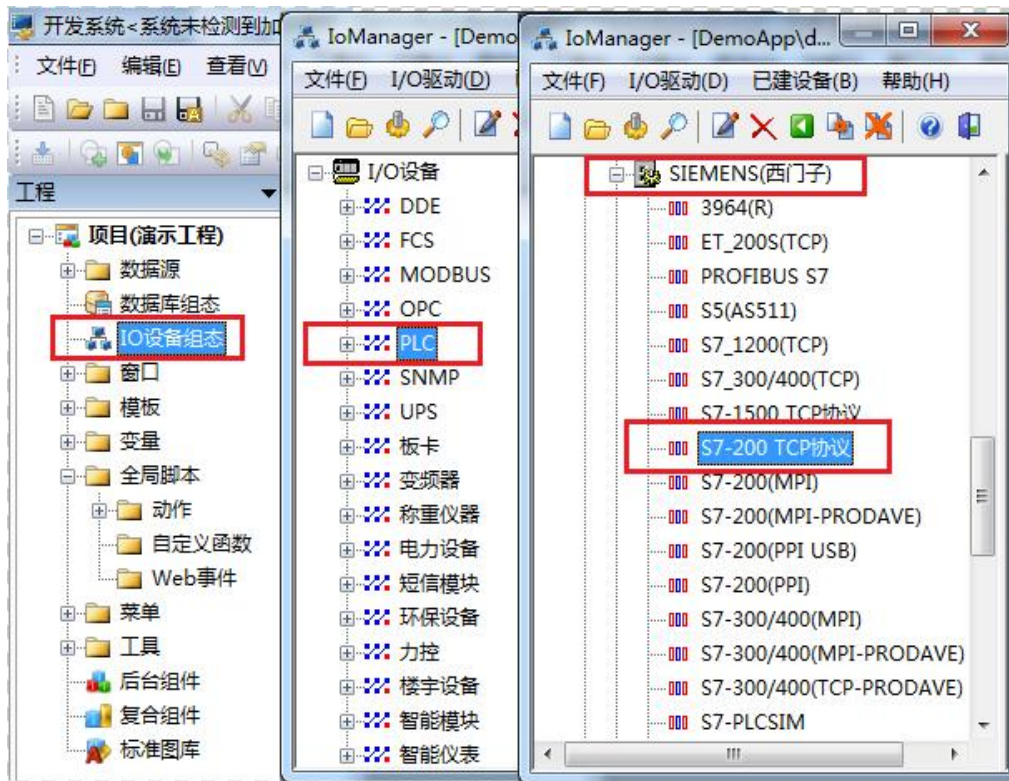 开发系统<系统未检测到加
文件(F) 编辑(E) 查看(V)
工程
项目(演示工程)
数据源
数据库组态
IO设备组态
窗口
模板
变量
全局脚本
动作
自定义函数
Web事件
菜单
工具
后台组件
复合组件
标准图库
IoManager - [Demo
文件(F) I/O驱动(D)
I/O设备
DDE
FCS
MODBUS
OPC
PLC
SNMP
UPS
板卡
变频器
称重仪器
电力设备
短信模块
环保设备
力控
楼宇设备
智能模块
智能仪表
IoManager - [DemoApp\d...
文件(F) I/O驱动(D) 已建设备(B) 帮助(H)
SIEMENS(西门子)
3964(R)
ET_200S(TCP)
PROFIBUS S7
S5(AS511)
S7_1200(TCP)
S7_300/400(TCP)
S7-1500 TCP协议
S7-200 TCP协议
S7-200(MPI)
S7-200(MPI-PRODAVE)
S7-200(PPI USB)
S7-200(PPI)
S7-300/400(MPI)
S7-300/400(MPI-PRODAVE)
S7-300/400(TCP-PRODAVE)
S7-PLCSIM